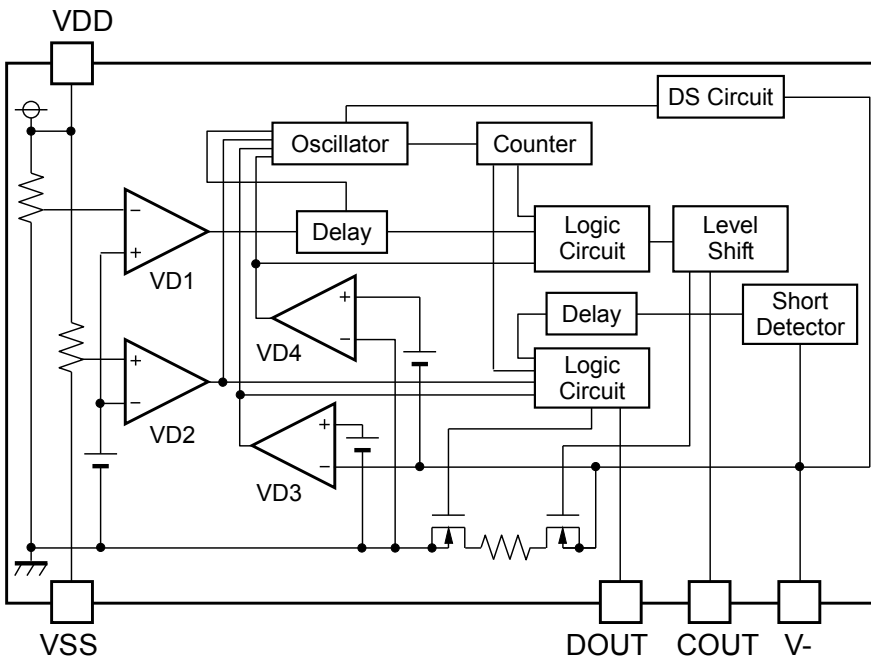 VDD
DS Circuit
Oscillator
Counter
Delay
Logic
Circuit
Level
Shift
−
+
VD1
Delay
Short
Detector
+
−
VD4
Logic
Circuit
+
−
VD2
+
−
VD3
VSS
DOUT
COUT
V-